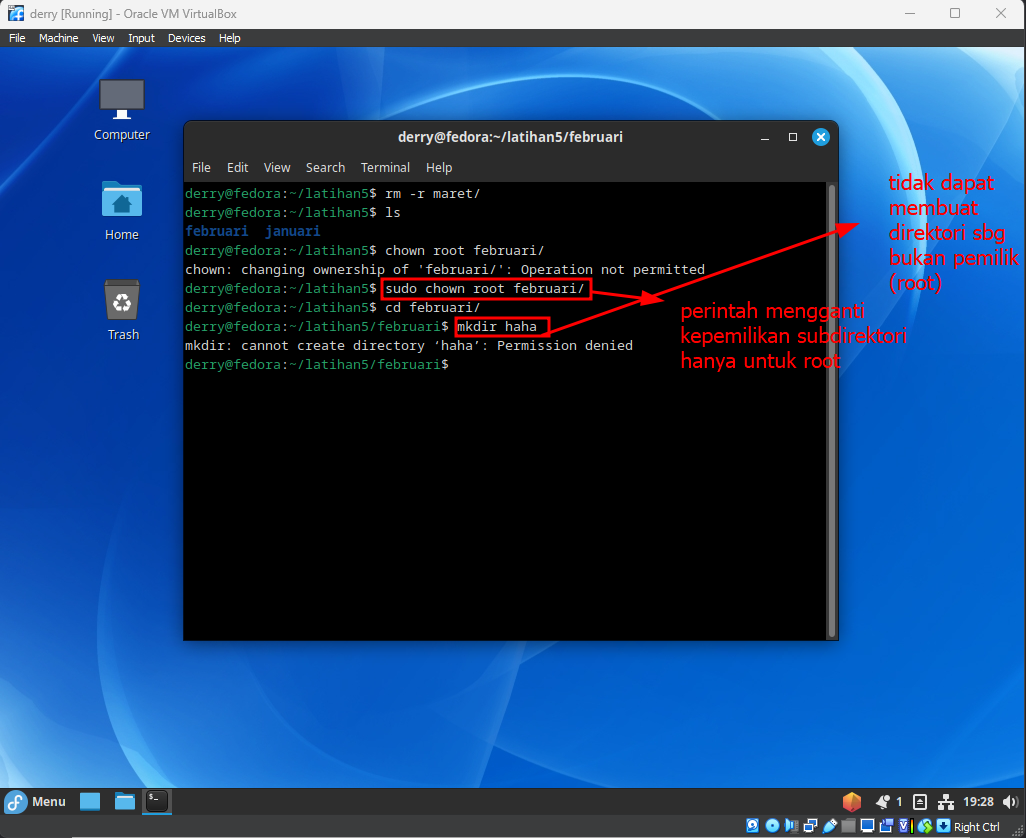 derry [Running] - Oracle VM VirtualBox
File Machine View Input Devices Help
Computer
Home
Trash
derry@fedora:~/latihan5/februari
File Edit View Search Terminal Help
derry@fedora:~/latihan5$ rm -r maret/
derry@fedora:~/latihan5$ ls
februari januari
derry@fedora:~/latihan5$ chown root februari/
chown: changing ownership of 'februari/': Operation not permitted
derry@fedora:~/latihan5$ sudo chown root februari/
derry@fedora:~/latihan5$ cd februari/
derry@fedora:~/latihan5/februari$ mkdir haha
mkdir: cannot create directory ‘haha’: Permission denied
derry@fedora:~/latihan5/februari$
tidak dapat
membuat
direktori sbg
bukan pemilik
(root)
perintah mengganti
kepemilikan subdirektori
hanya untuk root
Menu
1
19:28
Right Ctrl